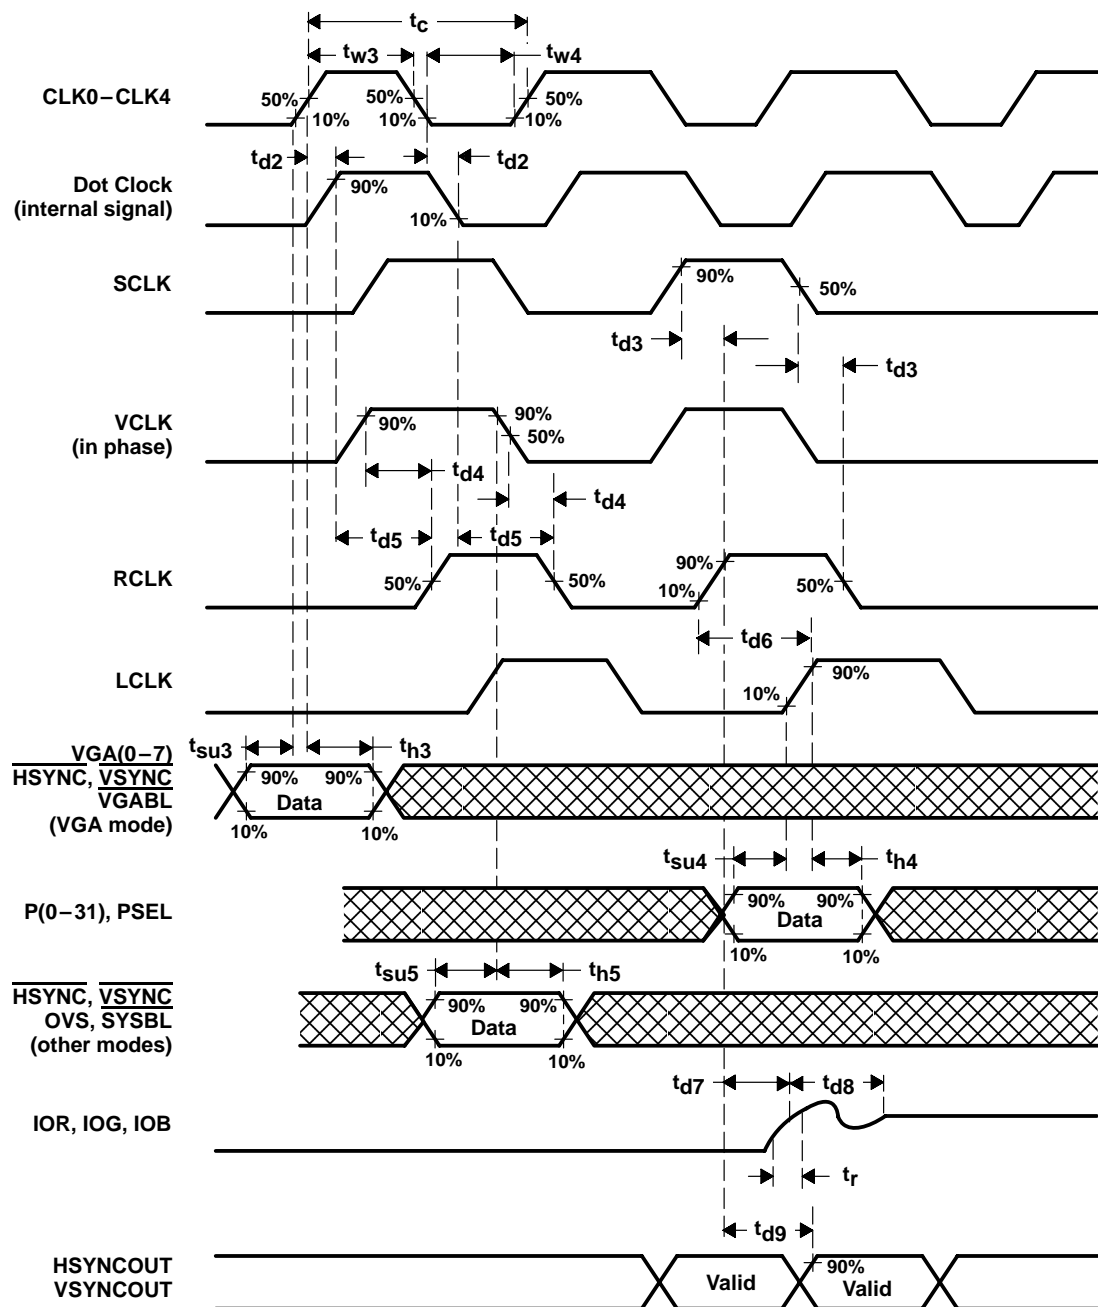 tc
tw3
tw4
CLK0–CLK4
50%
50%
50%
10%
10%
10%
td2
td2
Dot Clock
(internal signal)
90%
10%
SCLK
90%
50%
td3
td3
VCLK
(in phase)
90%
90%
50%
td4
td4
td5
td5
RCLK
50%
50%
90%
10%
50%
td6
LCLK
10%
90%
tsu3
th3
VGA(0–7)
HSYNC, VSYNC
VGABL
(VGA mode)
90%
90%
Data
10%
10%
tsu4
th4
P(0–31), PSEL
90%
90%
Data
10%
10%
tsu5
th5
HSYNC, VSYNC
OVS, SYSBL
(other modes)
90%
90%
Data
10%
10%
td7
td8
IOR, IOG, IOB
tr
td9
HSYNCOUT
VSYNCOUT
Valid
90%
Valid